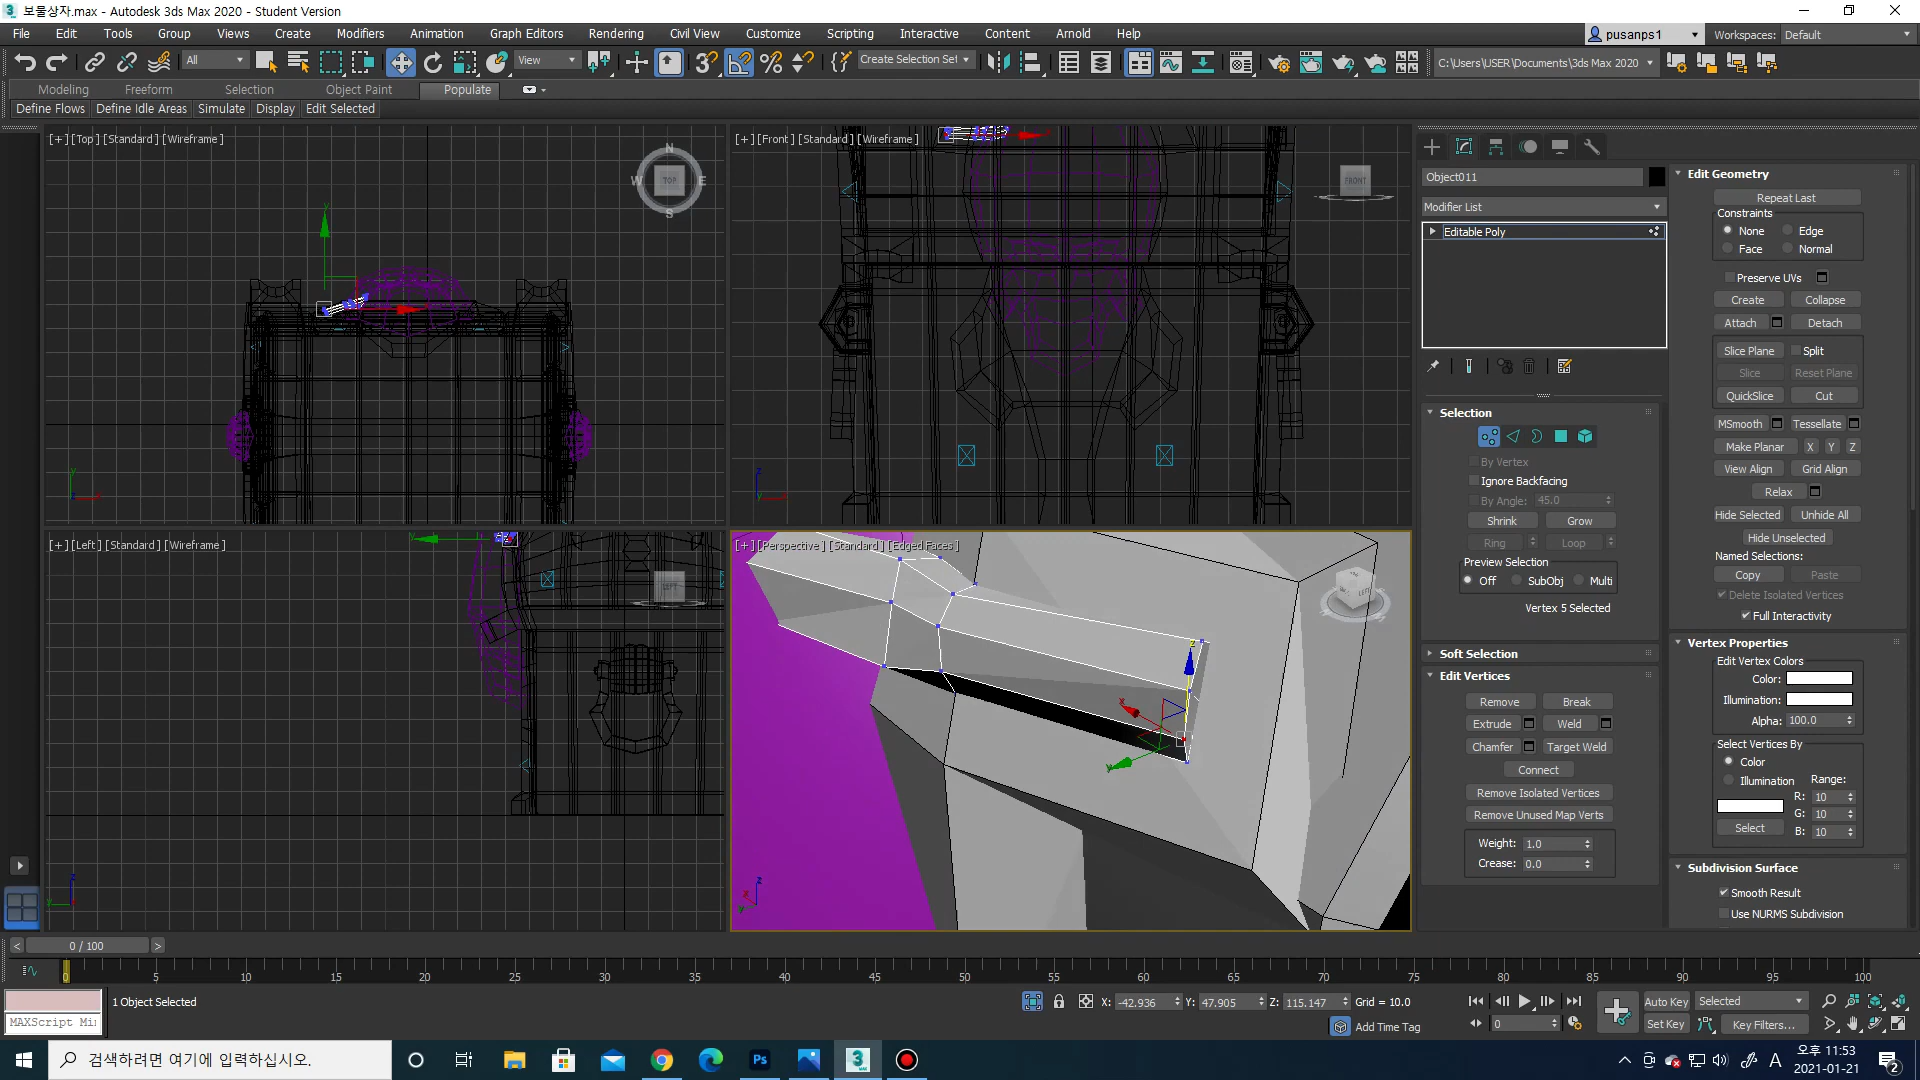 보물상자.max - Autodesk 3ds Max 2020 - Student Version
File Edit Tools Group Views Create Modifiers Animation Graph Editors Rendering Civil View Customize Scripting Interactive Content Arnold Help
pusanps1 Workspaces: Default
All View Create Selection Set C:\Users\USER\Documents\3ds Max 2020
Modeling Freeform Selection Object Paint Populate
Define Flows Define Idle Areas Simulate Display Edit Selected
[+] [Top] [Standard] [Wireframe]
N
W TOP E
S
y
[+] [Front] [Standard] [Wireframe]
FRONT
z
[+] [Left] [Standard] [Wireframe]
LEFT
z
[+] [Perspective] [Standard] [Edged Faces]
LEFT
z
x
y
z
x
y
Object011
Modifier List
Editable Poly
Selection
By Vertex
Ignore Backfacing
By Angle: 45.0
Shrink Grow
Ring Loop
Preview Selection
Off SubObj Multi
Vertex 5 Selected
Soft Selection
Edit Vertices
Remove Break
Extrude Weld
Chamfer Target Weld
Connect
Remove Isolated Vertices
Remove Unused Map Verts
Weight: 1.0
Crease: 0.0
Edit Geometry
Repeat Last
Constraints
None Edge
Face Normal
Preserve UVs
Create Collapse
Attach Detach
Slice Plane Split
Slice Reset Plane
QuickSlice Cut
MSmooth Tessellate
Make Planar X Y Z
View Align Grid Align
Relax
Hide Selected Unhide All
Hide Unselected
Named Selections:
Copy Paste
Delete Isolated Vertices
Full Interactivity
Vertex Properties
Edit Vertex Colors
Color:
Illumination:
Alpha: 100.0
Select Vertices By
Color
Illumination Range:
R: 10
G: 10
Select B: 10
Subdivision Surface
Smooth Result
Use NURMS Subdivision
< 0 / 100 >
0 5 10 15 20 25 30 35 40 45 50 55 60 65 70 75 80 85 90 95 100
1 Object Selected X: -42.936 Y: 47.905 Z: 115.147 Grid = 10.0 Auto Key Selected
MAXScript Mi Add Time Tag 0 Set Key Key Filters...
검색하려면 여기에 입력하십시오. Ps 3 MAX A 오후 11:53
2021-01-21 2